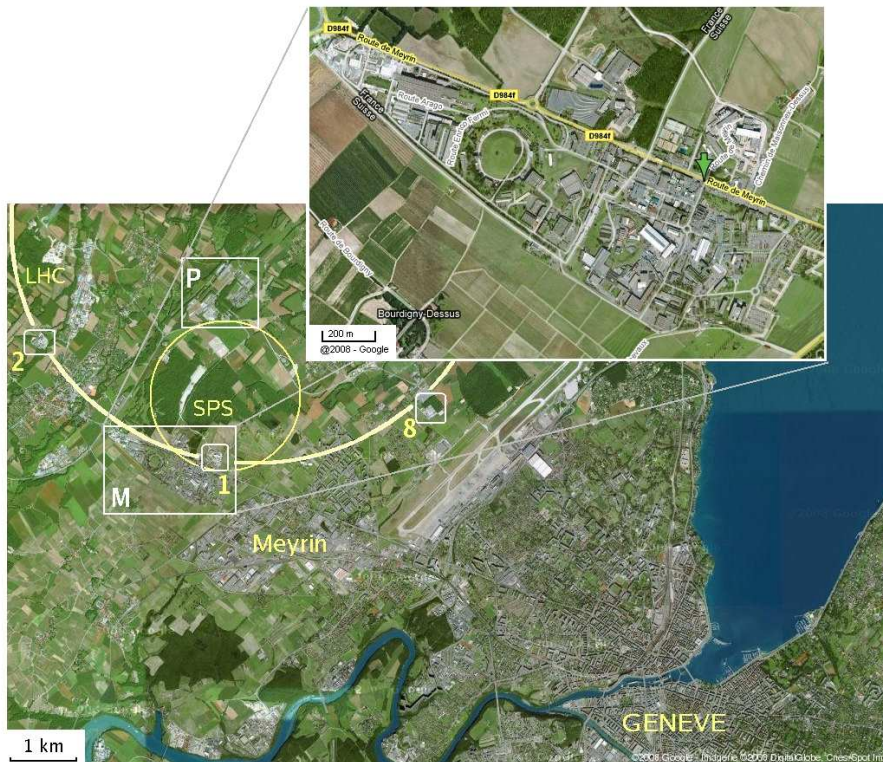 D984f
Route de Meyrin
France
Suisse
France
Suisse
Route Arago
Route Enrico Fermi
D984f
D984f
Route de Meyrin
Chemin de Maisonnex-Dessus
Route de Bourdigny
Bourdigny-Dessus
200 m
@2008 - Google
LHC
P
2
SPS
8
M
1
Meyrin
GENEVE
1 km